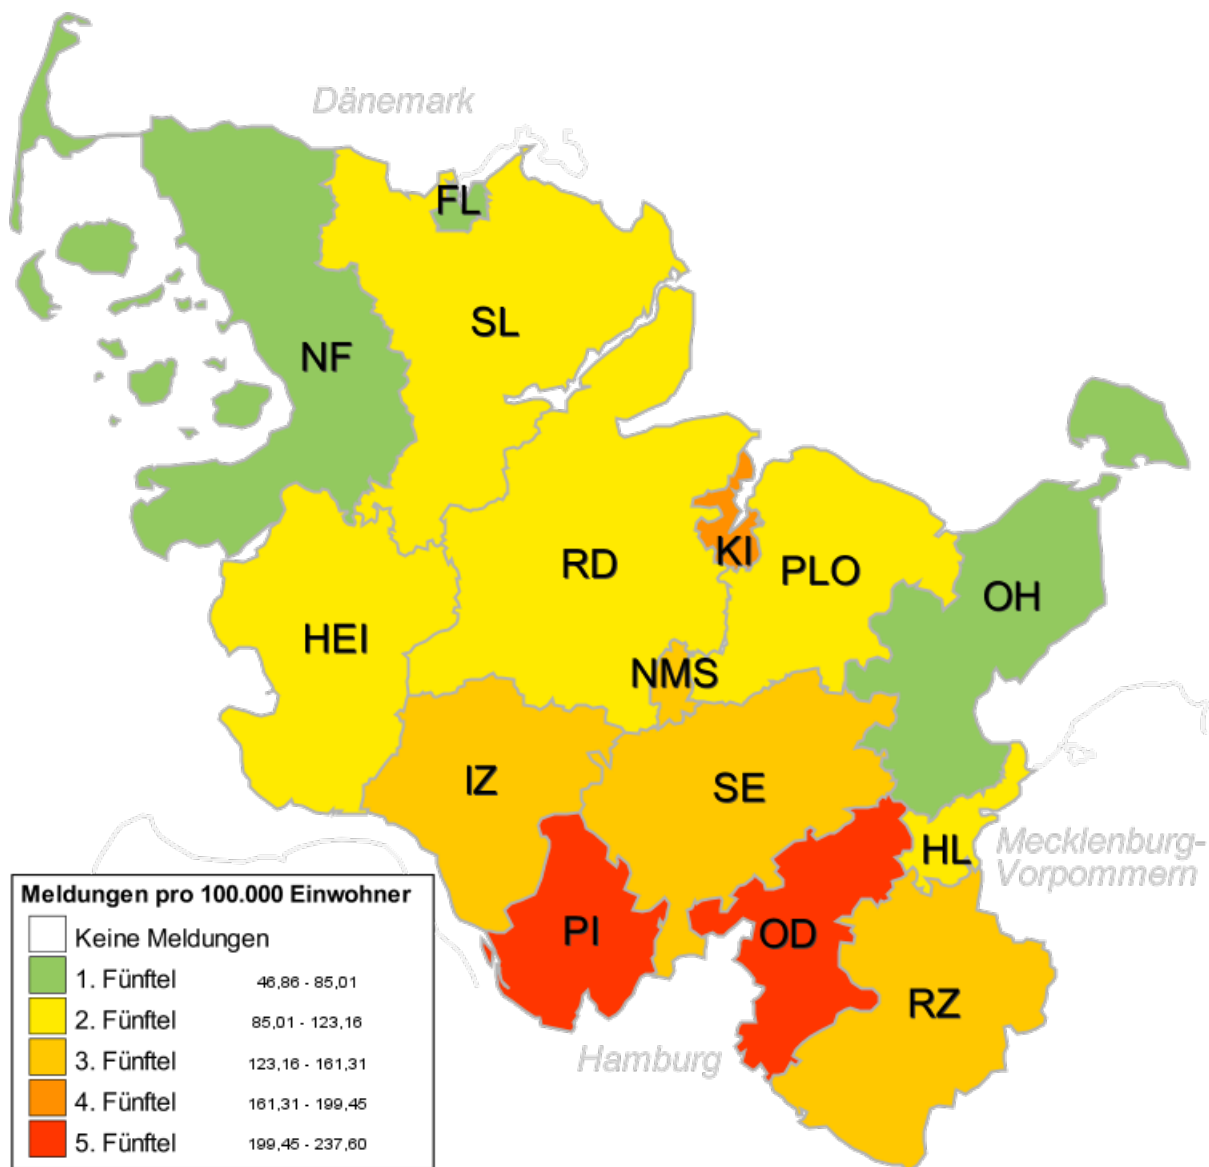 Dänemark
FL
SL
NF
KI
RD
PLO
OH
HEI
NMS
IZ
SE
HL
Mecklenburg-
Vorpommern
PI
OD
RZ
Hamburg
Meldungen pro 100.000 Einwohner
Keine Meldungen
1. Fünftel 46,86 - 85,01
2. Fünftel 85,01 - 123,16
3. Fünftel 123,16 - 161,31
4. Fünftel 161,31 - 199,45
5. Fünftel 199,45 - 237,60